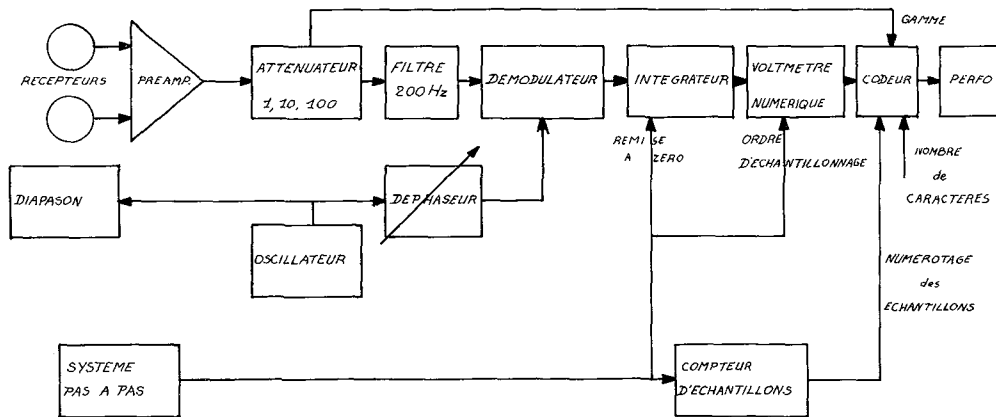 GAMME
RECEPTEURS
PREAMP.
ATTENUATEUR
1, 10, 100
FILTRE
200 Hz
DEMODULATEUR
INTEGRATEUR
VOLTMETRE
NUMERIQUE
CODEUR
PERFO
REMISE
A ZERO
ORDRE
D'ECHANTILLONNAGE
NOMBRE
de
CARACTERES
DIAPASON
DEPHASEUR
OSCILLATEUR
NUMEROTAGE
des
ECHANTILLONS
SYSTEME
PAS A PAS
COMPTEUR
D'ECHANTILLONS